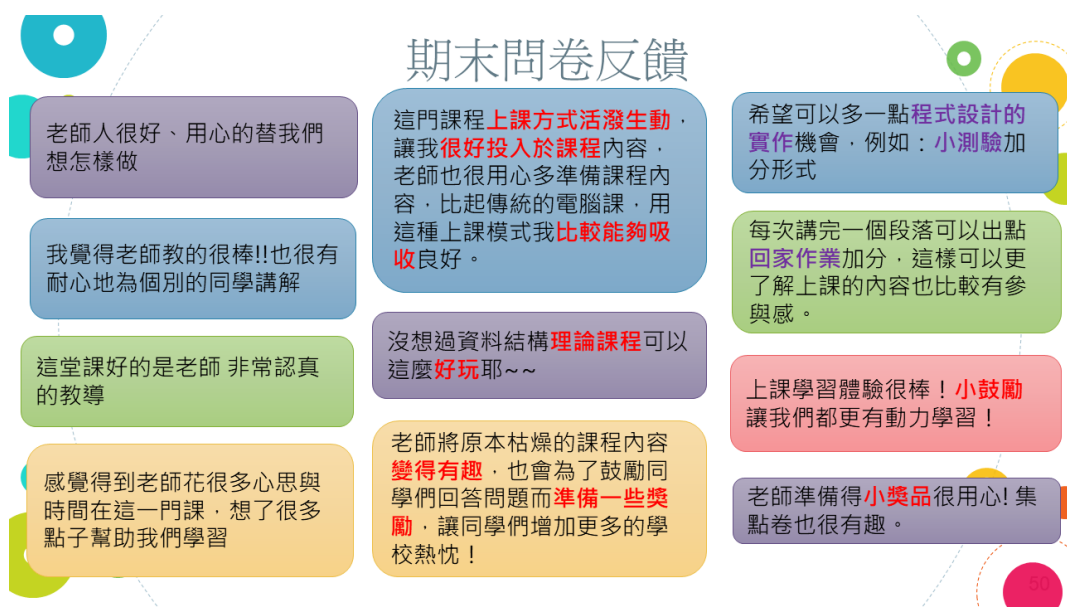 期末問卷反饋
老師人很好、用心的替我們
想怎樣做
我覺得老師教的很棒!!也很有
耐心地為個別的同學講解
這堂課好的是老師 非常認真
的教導
感覺得到老師花很多心思與
時間在這一門課，想了很多
點子幫助我們學習
這門課程上課方式活潑生動，
讓我很好投入於課程內容，
老師也很用心多準備課程內
容，比起傳統的電腦課，用
這種上課模式我比較能夠吸
收良好。
沒想過資料結構理論課程可以
這麼好玩耶~~
老師將原本枯燥的課程內容
變得有趣，也會為了鼓勵同
學們回答問題而準備一些獎
勵，讓同學們增加更多的學
校熱忱！
希望可以多一點程式設計的
實作機會，例如：小測驗加
分形式
每次講完一個段落可以出點
回家作業加分，這樣可以更
了解上課的內容也比較有參
與感。
上課學習體驗很棒！小鼓勵
讓我們都更有動力學習！
老師準備得小獎品很用心! 集
點卷也很有趣。
50